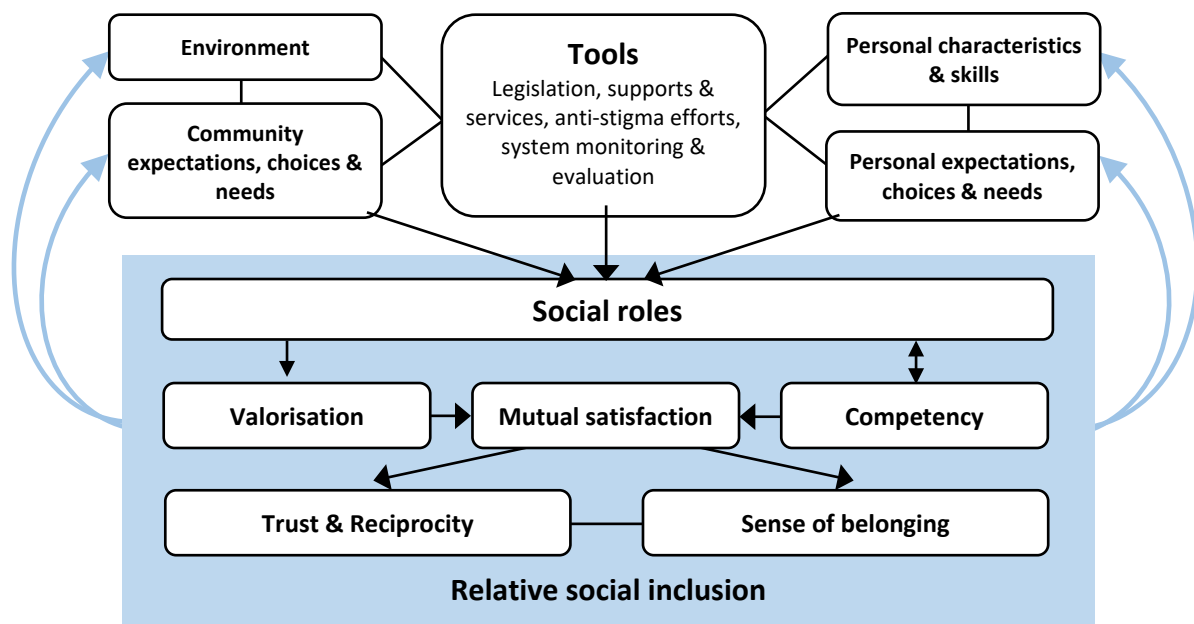 Environment
Community
expectations, choices &
needs
Tools
Legislation, supports &
services, anti-stigma efforts,
system monitoring &
evaluation
Personal characteristics
& skills
Personal expectations,
choices & needs
Social roles
Valorisation
Mutual satisfaction
Competency
Trust & Reciprocity
Sense of belonging
Relative social inclusion